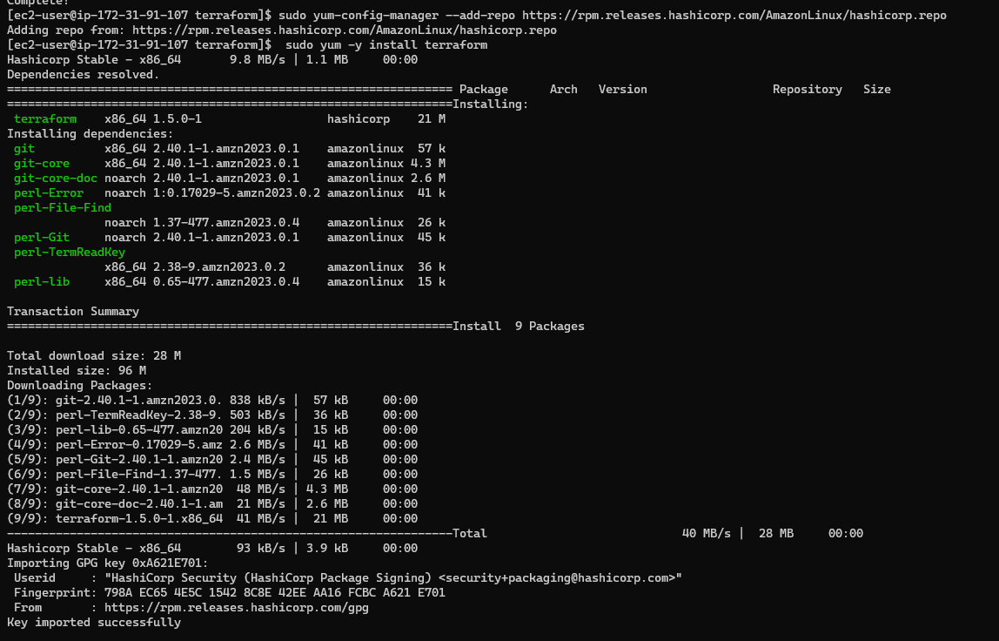 Complete!
[ec2-user@ip-172-31-91-107 terraform]$ sudo yum-config-manager --add-repo https://rpm.releases.hashicorp.com/AmazonLinux/hashicorp.repo
Adding repo from: https://rpm.releases.hashicorp.com/AmazonLinux/hashicorp.repo
[ec2-user@ip-172-31-91-107 terraform]$  sudo yum -y install terraform
Hashicorp Stable - x86_64       9.8 MB/s | 1.1 MB     00:00
Dependencies resolved.
================================================================ Package      Arch   Version                  Repository   Size
================================================================Installing:
 terraform    x86_64 1.5.0-1                  hashicorp    21 M
Installing dependencies:
 git          x86_64 2.40.1-1.amzn2023.0.1    amazonlinux  57 k
 git-core     x86_64 2.40.1-1.amzn2023.0.1    amazonlinux 4.3 M
 git-core-doc noarch 2.40.1-1.amzn2023.0.1    amazonlinux 2.6 M
 perl-Error   noarch 1:0.17029-5.amzn2023.0.2 amazonlinux  41 k
 perl-File-Find
              noarch 1.37-477.amzn2023.0.4    amazonlinux  26 k
 perl-Git     noarch 2.40.1-1.amzn2023.0.1    amazonlinux  45 k
 perl-TermReadKey
              x86_64 2.38-9.amzn2023.0.2      amazonlinux  36 k
 perl-lib     x86_64 0.65-477.amzn2023.0.4    amazonlinux  15 k
Transaction Summary
================================================================Install  9 Packages
Total download size: 28 M
Installed size: 96 M
Downloading Packages:
(1/9): git-2.40.1-1.amzn2023.0. 838 kB/s |  57 kB     00:00
(2/9): perl-TermReadKey-2.38-9. 503 kB/s |  36 kB     00:00
(3/9): perl-lib-0.65-477.amzn20 204 kB/s |  15 kB     00:00
(4/9): perl-Error-0.17029-5.amz 2.6 MB/s |  41 kB     00:00
(5/9): perl-Git-2.40.1-1.amzn20 2.4 MB/s |  45 kB     00:00
(6/9): perl-File-Find-1.37-477. 1.5 MB/s |  26 kB     00:00
(7/9): git-core-2.40.1-1.amzn20  48 MB/s | 4.3 MB     00:00
(8/9): git-core-doc-2.40.1-1.am  21 MB/s | 2.6 MB     00:00
(9/9): terraform-1.5.0-1.x86_64  41 MB/s |  21 MB     00:00
----------------------------------------------------------------Total                            40 MB/s |  28 MB     00:00
Hashicorp Stable - x86_64        93 kB/s | 3.9 kB     00:00
Importing GPG key 0xA621E701:
 Userid     : "HashiCorp Security (HashiCorp Package Signing) <security+packaging@hashicorp.com>"
 Fingerprint: 798A EC65 4E5C 1542 8C8E 42EE AA16 FCBC A621 E701
 From       : https://rpm.releases.hashicorp.com/gpg
Key imported successfully